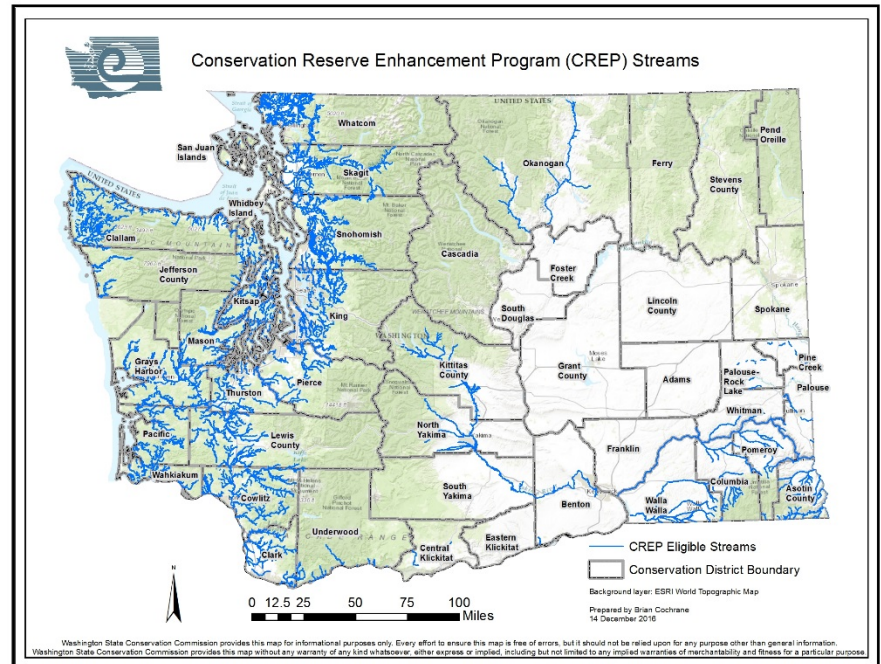 Conservation Reserve Enhancement Program (CREP) Streams
UNITED STATES
Whatcom
San Juan
Islands
Okanogan
Ferry
Pend
Oreille
Stevens
County
Skagit
UNITED STATES
Whidbey
Island
Clallam
Snohomish
Cascadia
Jefferson
County
Foster
Creek
Kitsap
South
Douglas
Lincoln
County
Spokane
Spokane
King
WASHINGTON
Mason
Grays
Harbor
Kittitas
County
Grant
County
Moses
Lake
Adams
Palouse-
Rock
Lake
Pine
Creek
Palouse
Pierce
Thurston
Whitman
Pacific
Lewis
County
North
Yakima
Franklin
Pomeroy
Wahkiakum
Cowlitz
South
Yakima
Benton
Walla
Walla
Columbia
Asotin
County
Underwood
Clark
Central
Klickitat
Eastern
Klickitat
CREP Eligible Streams
Conservation District Boundary
Background layer: ESRI World Topographic Map
Prepared by Brian Cochrane
14 December 2016
N
0 12.5 25 50 75 100
Miles
Washington State Conservation Commission provides this map for informational purposes only. Every effort to ensure this map is free of errors, but it should not be relied upon for any purpose other than general information.
Washington State Conservation Commission provides this map without any warranty of any kind whatsoever, either express or implied, including but not limited to any implied warranties of merchantability and fitness for a particular purpose